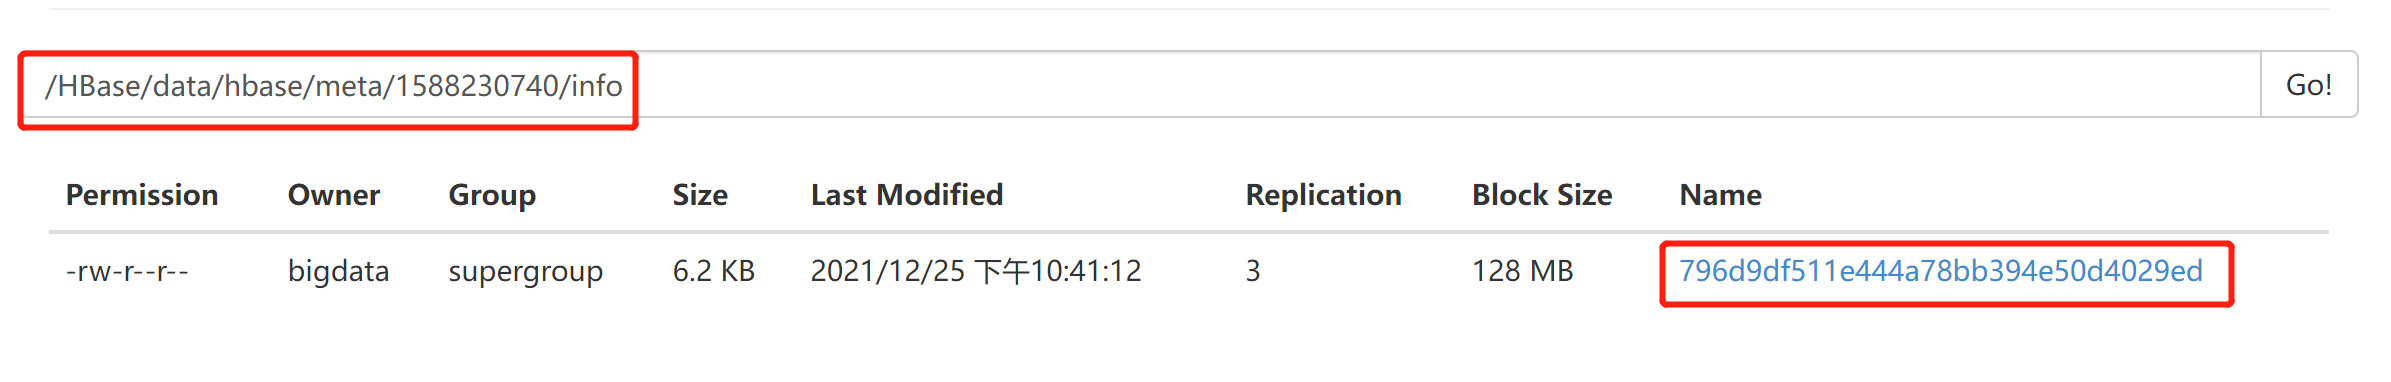 /HBase/data/hbase/meta/1588230740/info Go!
Permission Owner Group Size Last Modified Replication Block Size Name
-rw-r--r-- bigdata supergroup 6.2 KB 2021/12/25 下午10:41:12 3 128 MB 796d9df511e444a78bb394e50d4029ed